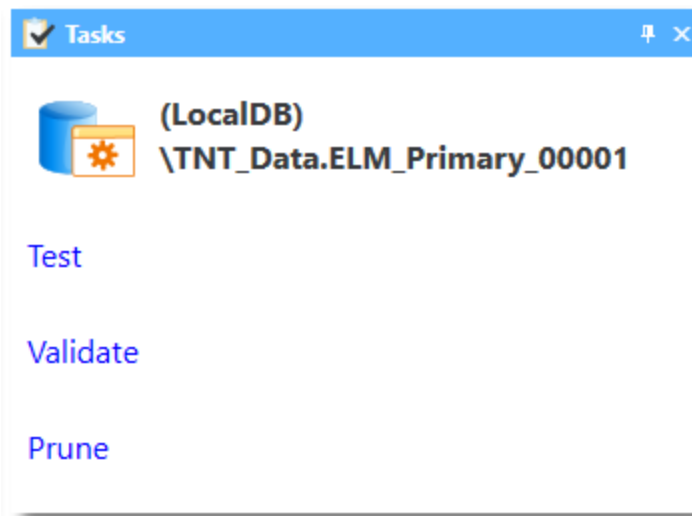 Tasks
(LocalDB)
\TNT_Data.ELM_Primary_00001
Test
Validate
Prune